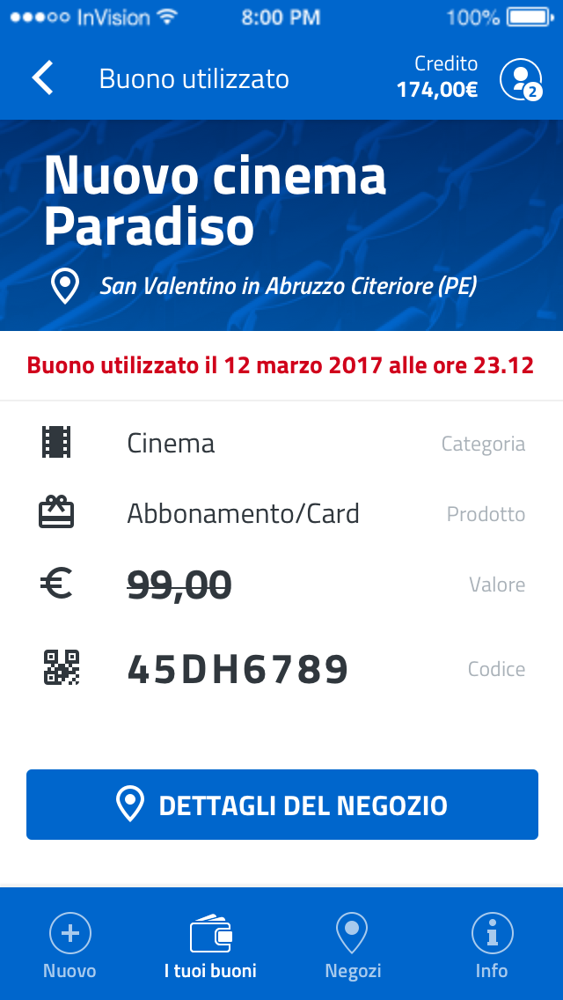 InVision 8:00 PM 100%
Buono utilizzato
Credito
174,00€
2
Nuovo cinema
Paradiso
San Valentino in Abruzzo Citeriore (PE)
Buono utilizzato il 12 marzo 2017 alle ore 23.12
Cinema Categoria
Abbonamento/Card Prodotto
€ 99,00 Valore
45DH6789 Codice
DETTAGLI DEL NEGOZIO
Nuovo I tuoi buoni Negozi Info